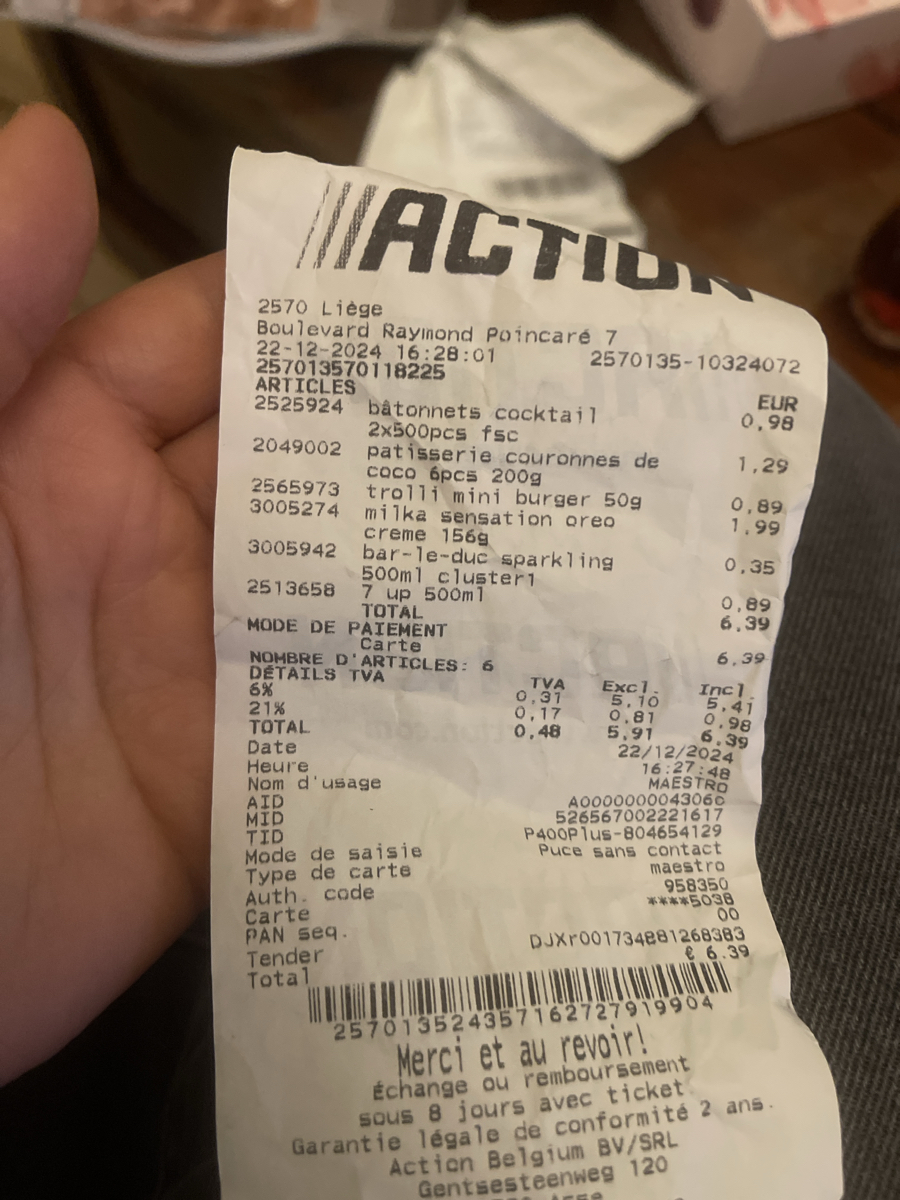 ACTION
2570 Liège
Boulevard Raymond Poincaré 7
22-12-2024 16:28:01 2570135-10324072
257013570118225
ARTICLES EUR
2525924 bâtonnets cocktail 0,98
2x500pcs fsc
2049002 patisserie couronnes de 1,29
coco 6pcs 200g
2565973 trolli mini burger 50g 0,89
3005274 milka sensation oreo 1,99
creme 156g
3005942 bar-le-duc sparkling 0,35
500ml cluster1
2513658 7 up 500ml 0,89
TOTAL 6,39
MODE DE PAIEMENT
Carte 6,39
NOMBRE D'ARTICLES: 6
DÉTAILS TVA TVA Excl. Incl.
6% 0,31 5,10 5,41
21% 0,17 0,81 0,98
TOTAL 0,48 5,91 6,39
Date 22/12/2024
Heure 16:27:48
Nom d'usage MAESTRO
AID A0000000043060
MID 526567002221617
TID P400Plus-804654129
Mode de saisie Puce sans contact
Type de carte maestro
Auth. code 958350
Carte ****5038
PAN seq. 00
Tender DJXr001734881268383
Total € 6.39
2570135243571627279199​04
Merci et au revoir!
Échange ou remboursement
sous 8 jours avec ticket.
Garantie légale de conformité 2 ans.
Action Belgium BV/SRL
Gentsesteenweg 120
Asse